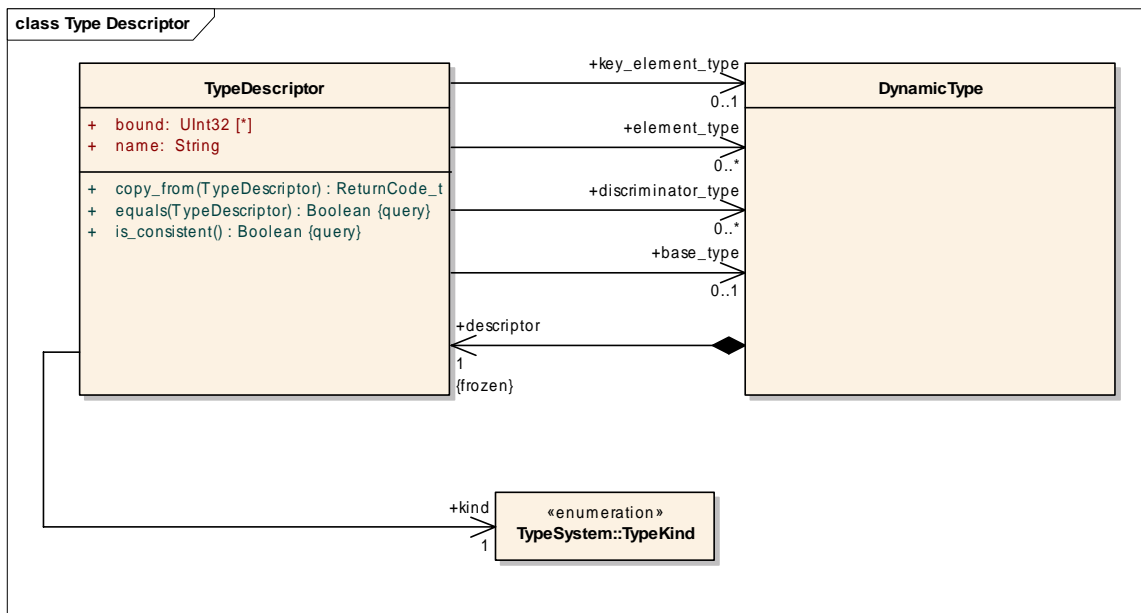 class Type Descriptor
TypeDescriptor
+ bound: UInt32 [*]
+ name: String
+ copy_from(TypeDescriptor) : ReturnCode_t
+ equals(TypeDescriptor) : Boolean {query}
+ is_consistent() : Boolean {query}
+key_element_type
0..1
+element_type
0..*
+discriminator_type
0..*
+base_type
0..1
+descriptor
1
{frozen}
DynamicType
+kind
1
«enumeration»
TypeSystem::TypeKind